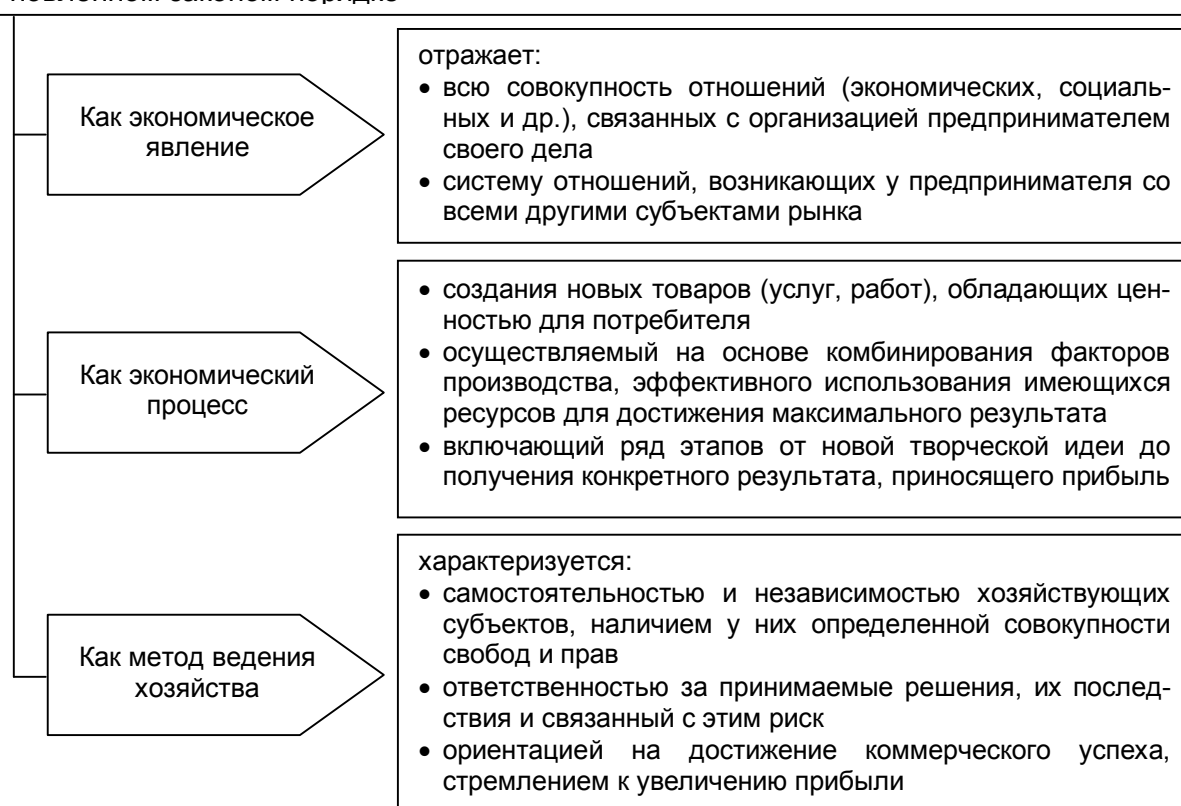 Как экономическое
явление
отражает:
• всю совокупность отношений (экономических, социаль-
ных и др.), связанных с организацией предпринимателем
своего дела
• систему отношений, возникающих у предпринимателя со
всеми другими субъектами рынка
Как экономический
процесс
• создания новых товаров (услуг, работ), обладающих цен-
ностью для потребителя
• осуществляемый на основе комбинирования факторов
производства, эффективного использования имеющихся
ресурсов для достижения максимального результата
• включающий ряд этапов от новой творческой идеи до
получения конкретного результата, приносящего прибыль
Как метод ведения
хозяйства
характеризуется:
• самостоятельностью и независимостью хозяйствующих
субъектов, наличием у них определенной совокупности
свобод и прав
• ответственностью за принимаемые решения, их послед-
ствия и связанный с этим риск
• ориентацией на достижение коммерческого успеха,
стремлением к увеличению прибыли